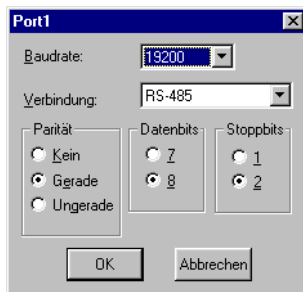 Port1
Baudrate: 19200
Verbindung: RS-485
Parität Datenbits Stoppbits
Kein 7 1
Gerade 8 2
Ungerade
OK Abbrechen